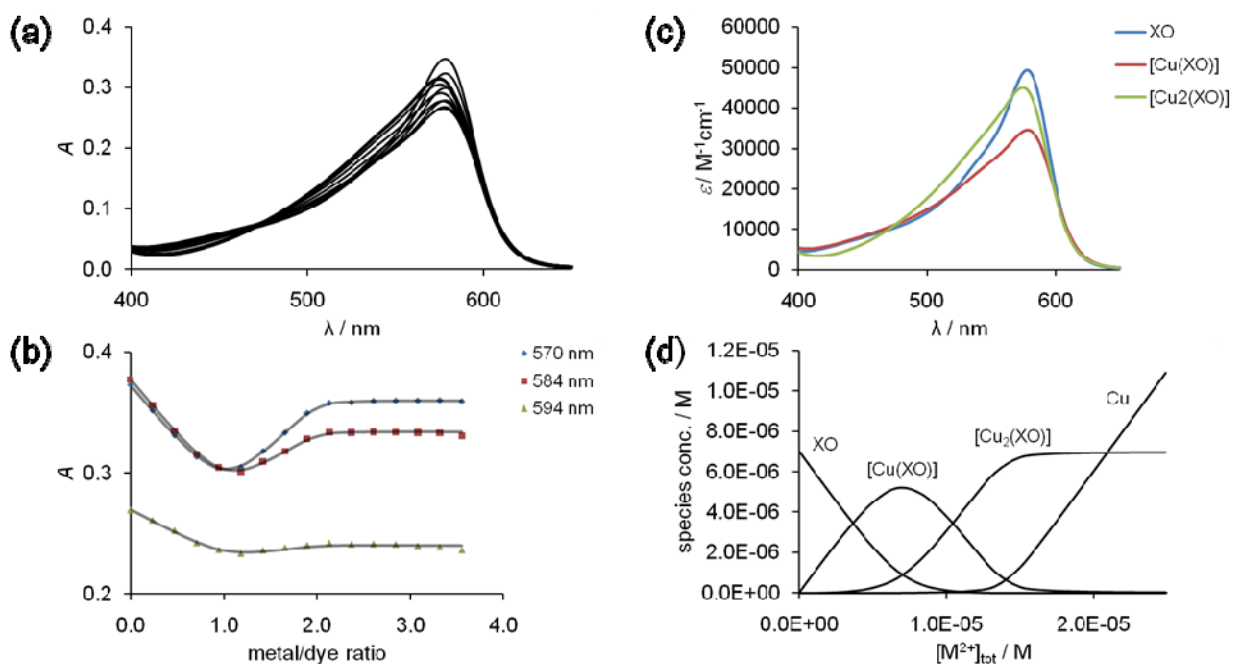 (a)
0.4
0.3
0.2
0.1
0.0
A
400
500
600
λ / nm
(b)
0.4
0.3
0.2
A
0.0
1.0
2.0
3.0
4.0
metal/dye ratio
570 nm
584 nm
594 nm
(c)
60000
50000
40000
30000
20000
10000
0
ε/ M⁻¹cm⁻¹
400
500
600
λ / nm
XO
[Cu(XO)]
[Cu2(XO)]
(d)
1.2E-05
1.0E-05
8.0E-06
6.0E-06
4.0E-06
2.0E-06
0.0E+00
species conc. / M
XO
[Cu(XO)]
[Cu₂(XO)]
Cu
0.0E+00
1.0E-05
2.0E-05
[M²⁺]tot / M